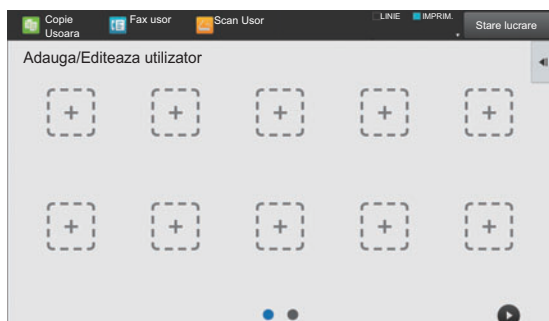 Copie
Usoara
Fax usor
Scan Usor
LINIE
IMPRIM.
Stare lucrare
Adauga/Editeaza utilizator